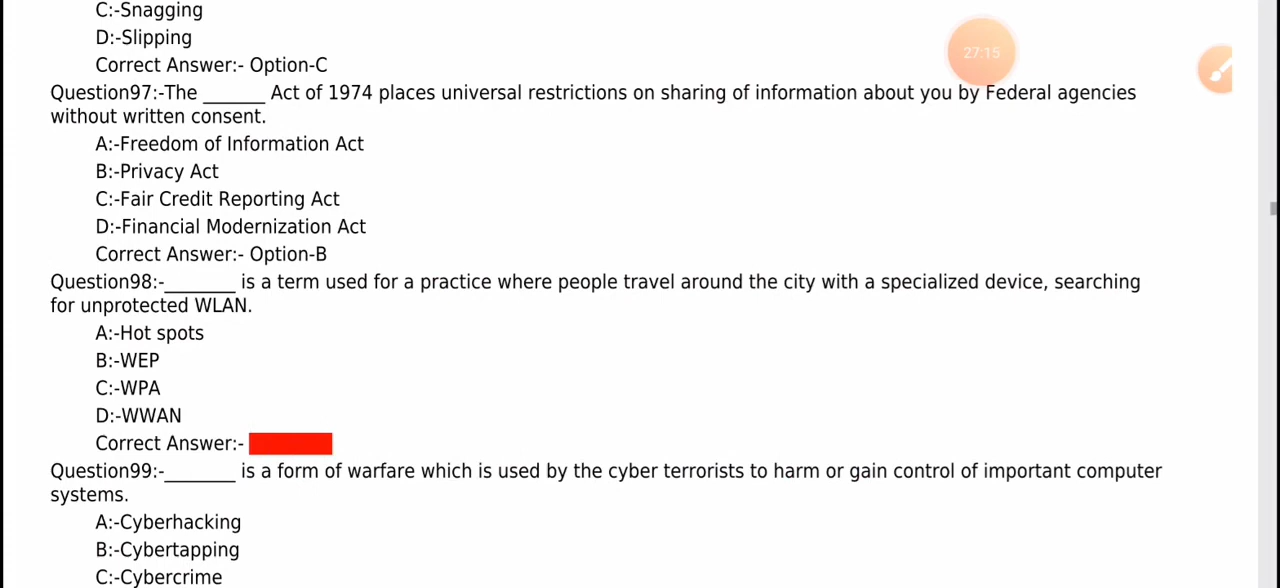 C:-Snagging
D:-Slipping
Correct Answer:- Option-C
27:15
Question97:-The ______ Act of 1974 places universal restrictions on sharing of information about you by Federal agencies
without written consent.
A:-Freedom of Information Act
B:-Privacy Act
C:-Fair Credit Reporting Act
D:-Financial Modernization Act
Correct Answer:- Option-B
Question98:-_______ is a term used for a practice where people travel around the city with a specialized device, searching
for unprotected WLAN.
A:-Hot spots
B:-WEP
C:-WPA
D:-WWAN
Correct Answer:-
Question99:-_______ is a form of warfare which is used by the cyber terrorists to harm or gain control of important computer
systems.
A:-Cyberhacking
B:-Cybertapping
C:-Cybercrime